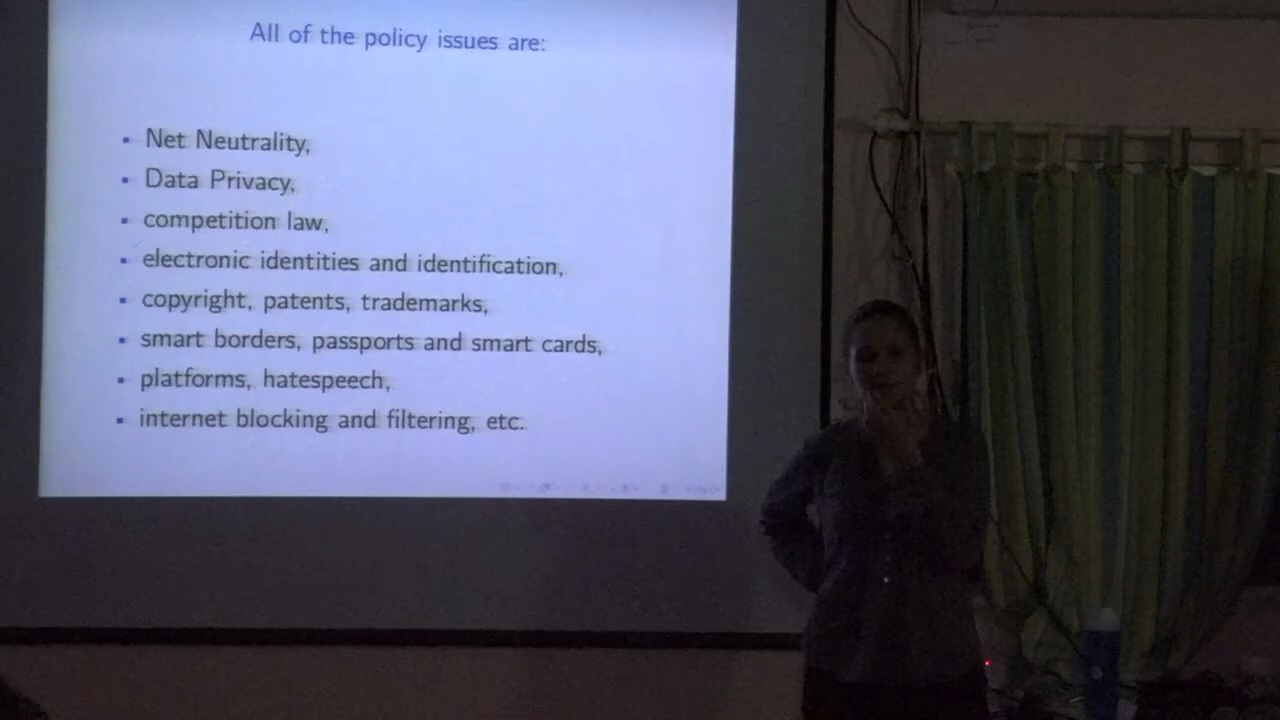 All of the policy issues are:
Net Neutrality,
Data Privacy,
competition law,
electronic identities and identification,
copyright, patents, trademarks,
smart borders, passports and smart cards,
platforms, hatespeech,
internet blocking and filtering, etc.